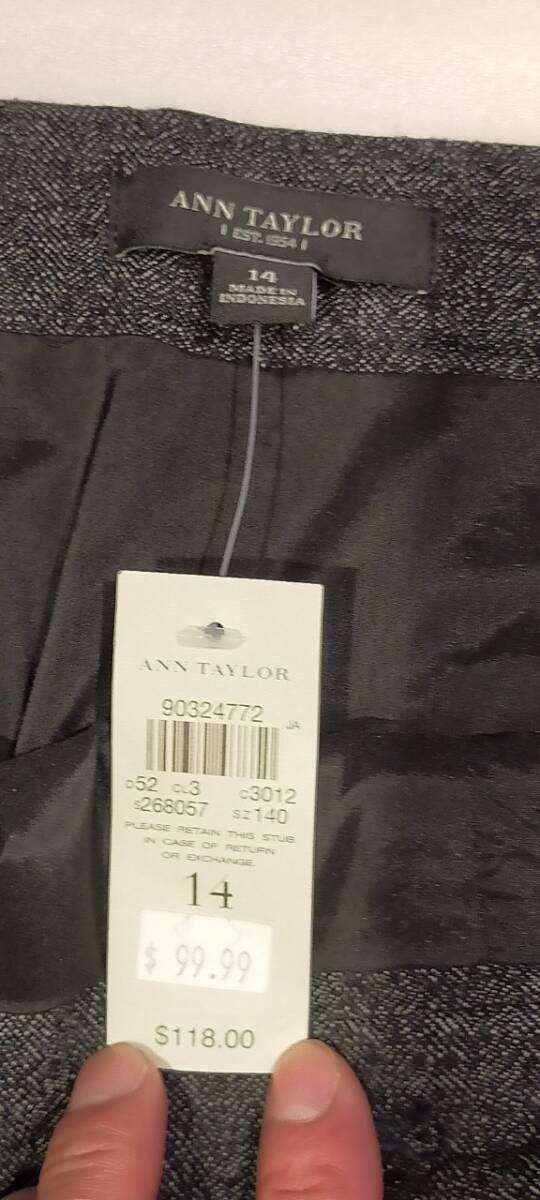 ANN TAYLOR
EST. 1954
14
MADE IN
INDONESIA
ANN TAYLOR
90324772
JA
D52 CL3 C3012
S268057 SZ140
PLEASE RETAIN THIS STUB
IN CASE OF RETURN
OR EXCHANGE.
14
$ 99.99
$118.00